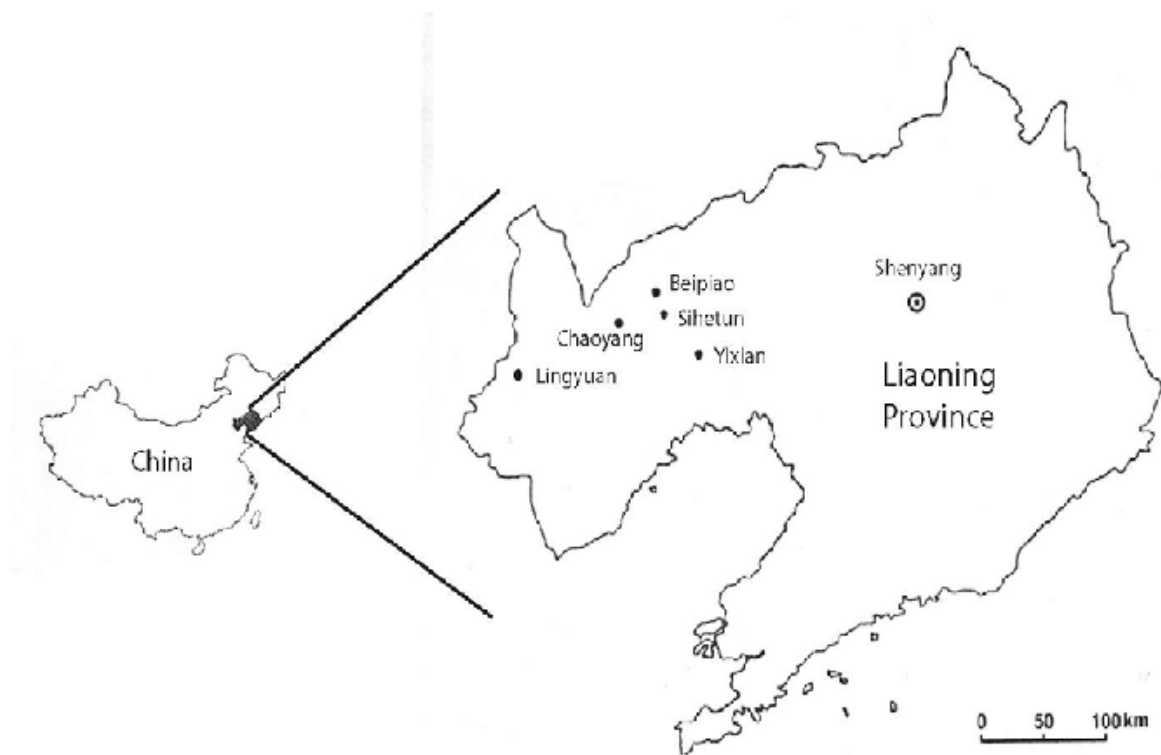 Shenyang
Beipiao
Sihetun
Chaoyang
Yixian
Lingyuan
Liaoning
Province
China
0 50 100km